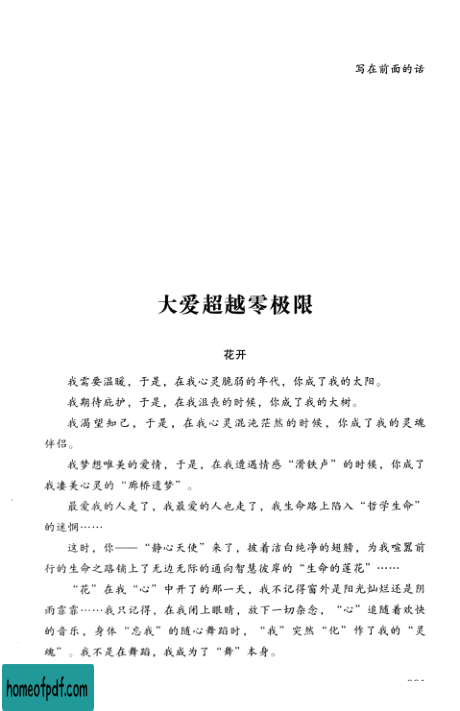 写在前面的话
大爱超越零极限
花开
我需要温暖，于是，在我心灵脆弱的年代，你成了我的太阳。
我期待庇护，于是，在我沮丧的时候，你成了我的大树。
我渴望知己，于是，在我心灵混沌茫然的时候，你成了我的灵魂
伴侣。
我梦想唯美的爱情，于是，在我遭遇情感“滑铁卢”的时候，你成了
我凄美心灵的“廊桥遗梦”。
最爱我的人走了，我最爱的人也走了，我生命路上陷入“哲学生命”
的迷惘……
这时，你——“静心天使”来了，披着洁白纯净的翅膀，为我喧嚣前
行的生命之路铺上了无边无际的通向智慧彼岸的“生命的莲花”……
“花”在我“心”中开了的那一天，我不记得窗外是阳光灿烂还是阴
雨霏霏……我只记得，在我闭上眼睛，放下一切杂念，“心”追随着欢快
的音乐，身体“忘我”的随心舞蹈时，“我”突然“化”作了我的“灵
魂”。我不是在舞蹈，我成为了“舞”本身。
homeofpdf.com